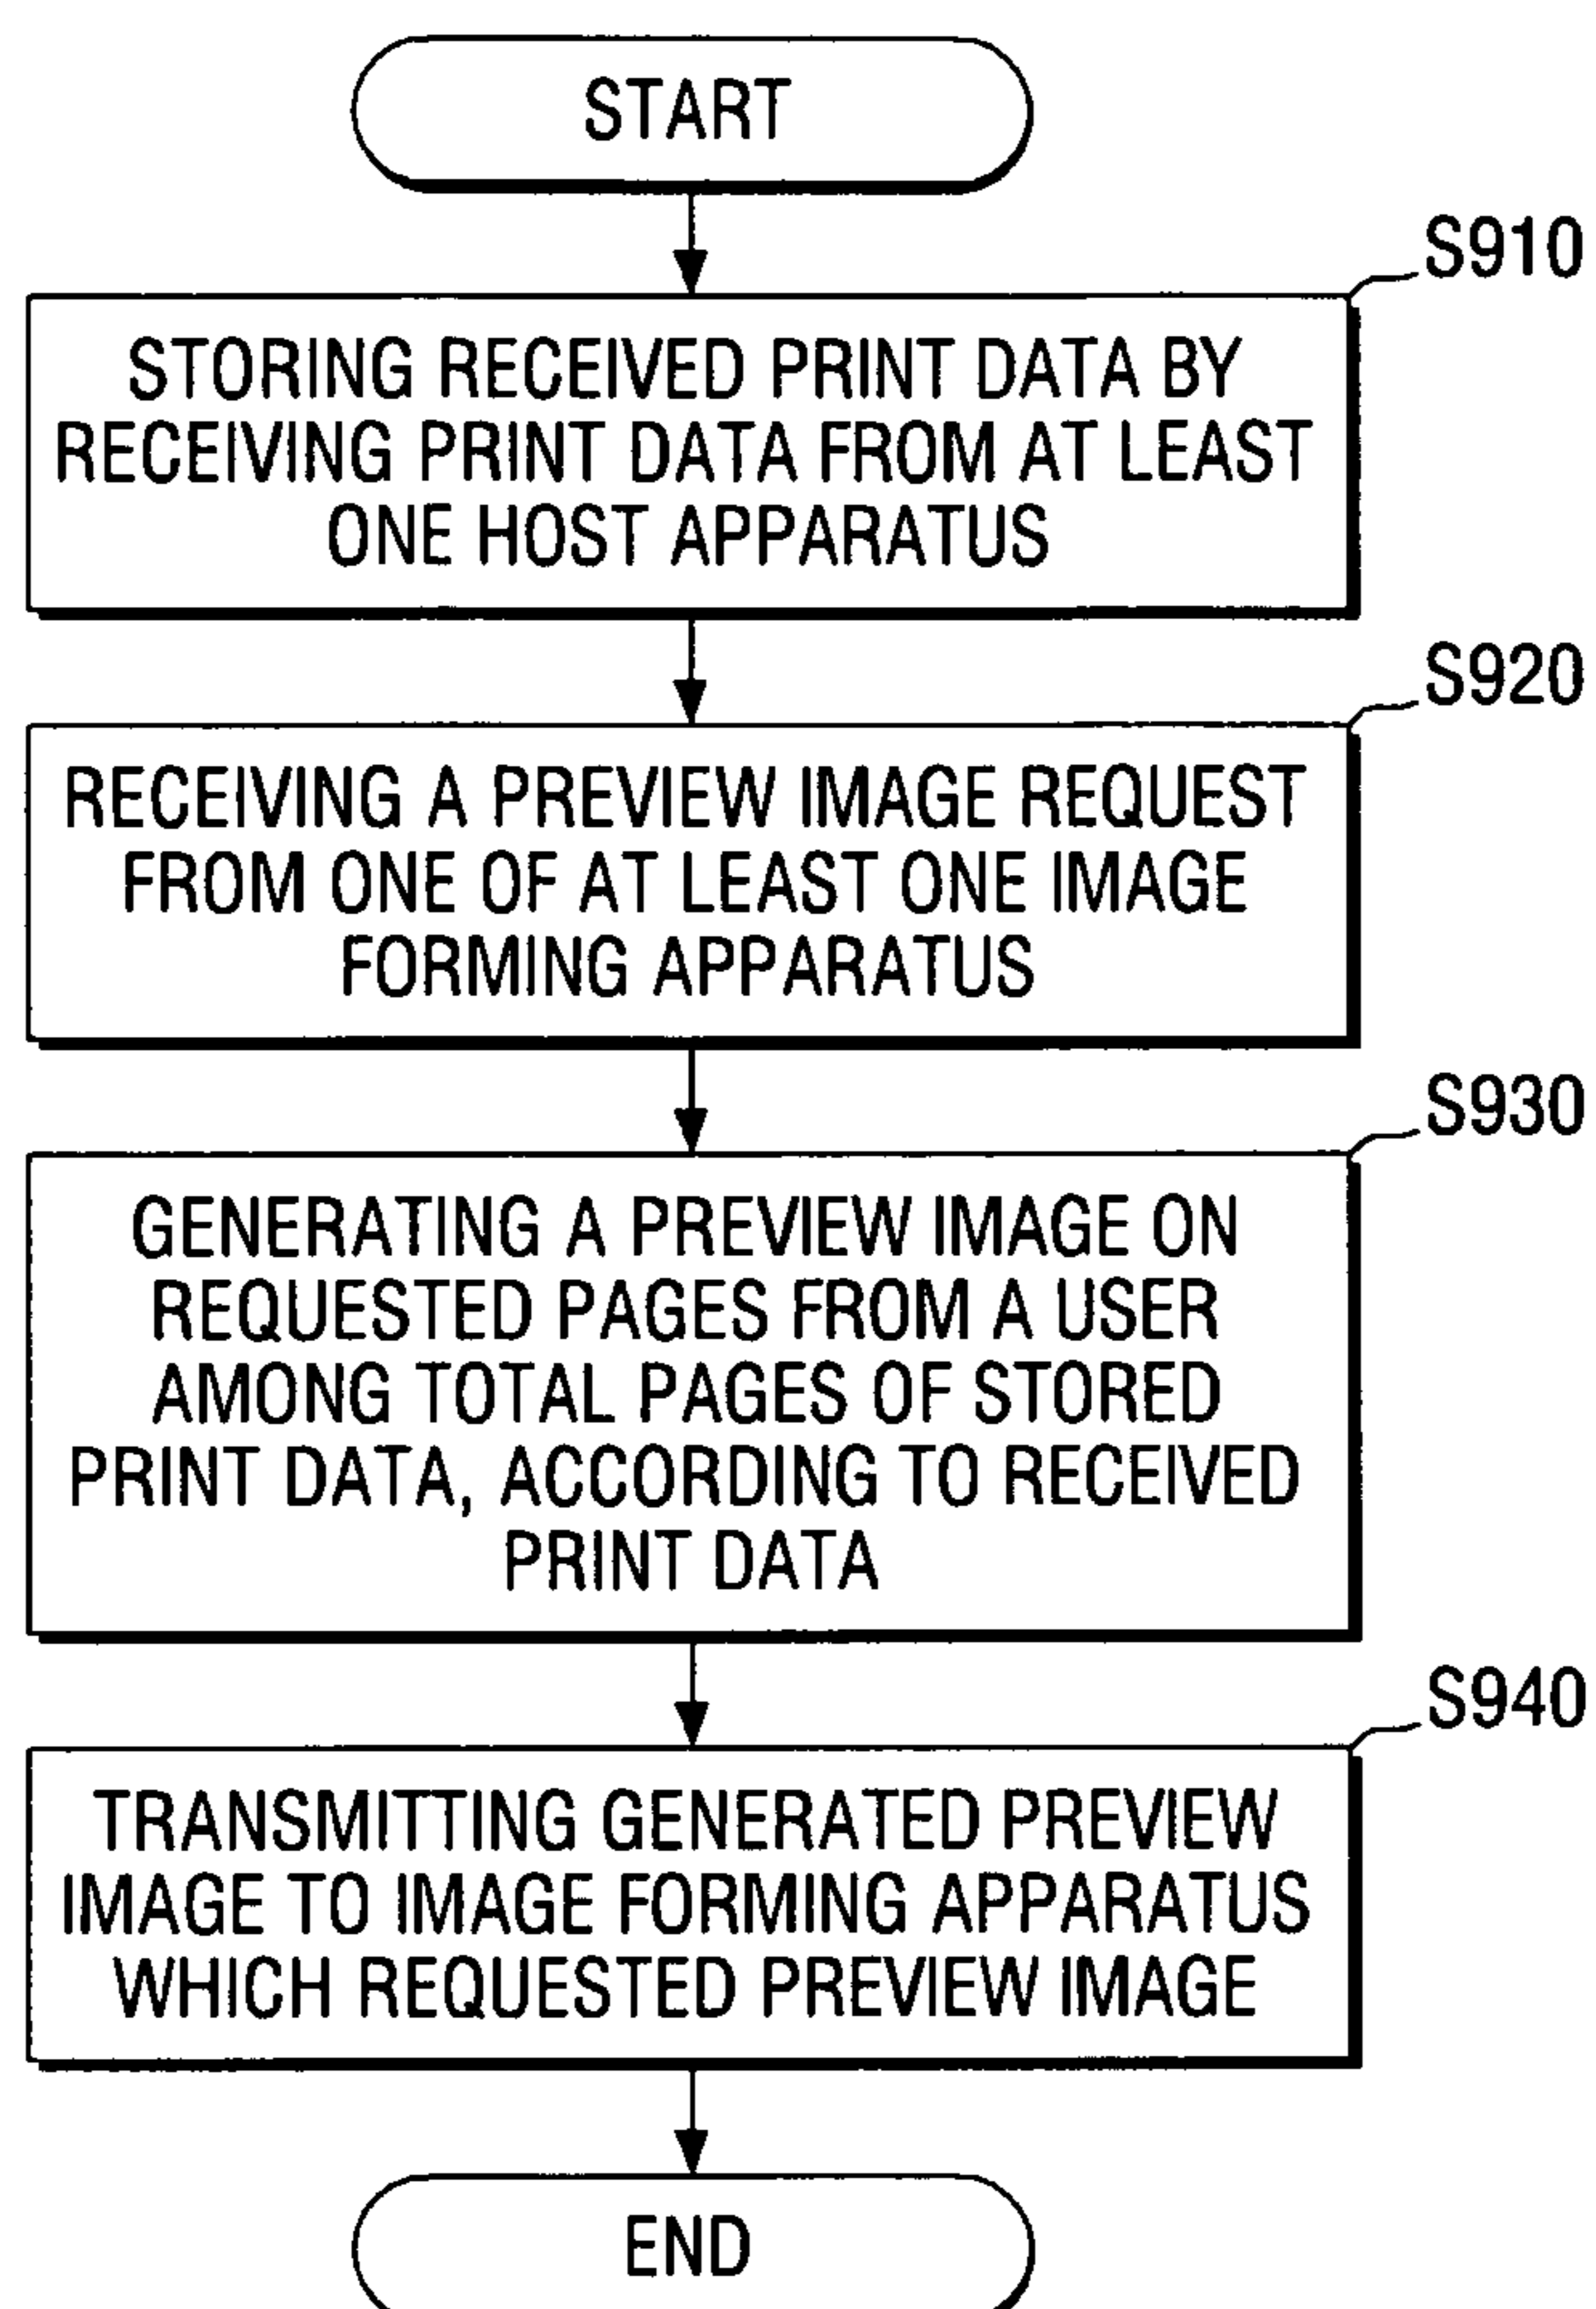 START
S910
STORING RECEIVED PRINT DATA BY
RECEIVING PRINT DATA FROM AT LEAST
ONE HOST APPARATUS
S920
RECEIVING A PREVIEW IMAGE REQUEST
FROM ONE OF AT LEAST ONE IMAGE
FORMING APPARATUS
S930
GENERATING A PREVIEW IMAGE ON
REQUESTED PAGES FROM A USER
AMONG TOTAL PAGES OF STORED
PRINT DATA, ACCORDING TO RECEIVED
PRINT DATA
S940
TRANSMITTING GENERATED PREVIEW
IMAGE TO IMAGE FORMING APPARATUS
WHICH REQUESTED PREVIEW IMAGE
END